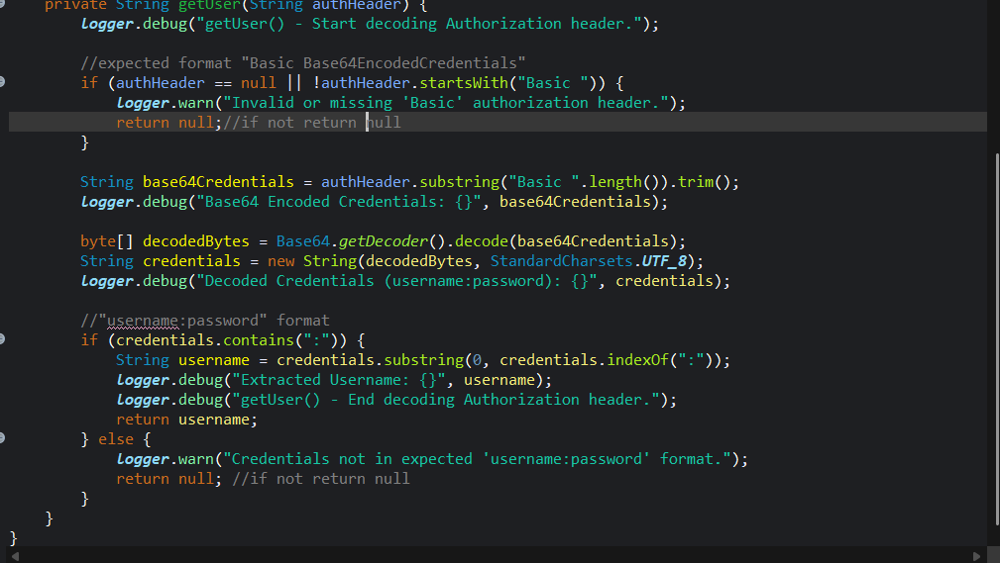 private String getUser(String authHeader) {
logger.debug("getUser() - Start decoding Authorization header.");
//expected format "Basic Base64EncodedCredentials"
if (authHeader == null || !authHeader.startsWith("Basic ")) {
logger.warn("Invalid or missing 'Basic' authorization header.");
return null;//if not return null
}
String base64Credentials = authHeader.substring("Basic ".length()).trim();
logger.debug("Base64 Encoded Credentials: {}", base64Credentials);
byte[] decodedBytes = Base64.getDecoder().decode(base64Credentials);
String credentials = new String(decodedBytes, StandardCharsets.UTF_8);
logger.debug("Decoded Credentials (username:password): {}", credentials);
//"username:password" format
if (credentials.contains(":")) {
String username = credentials.substring(0, credentials.indexOf(":"));
logger.debug("Extracted Username: {}", username);
logger.debug("getUser() - End decoding Authorization header.");
return username;
} else {
logger.warn("Credentials not in expected 'username:password' format.");
return null; //if not return null
}
}
}